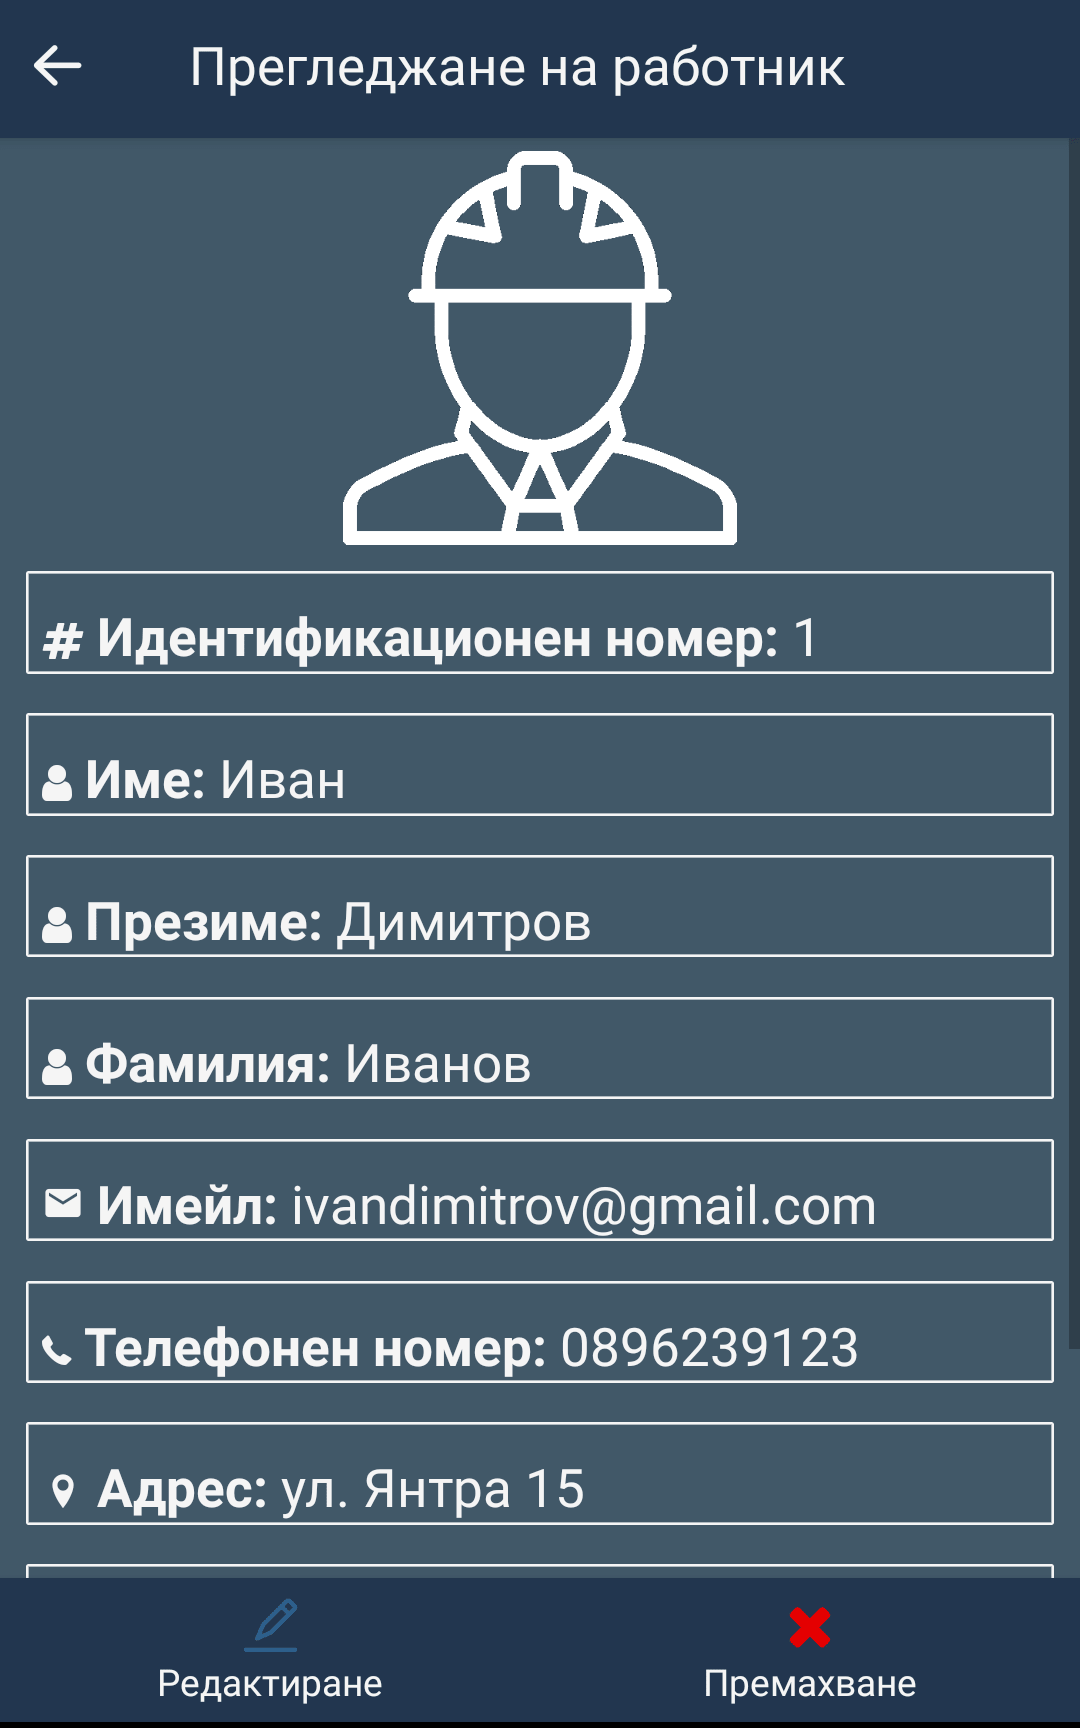 Прегледжане на работник
# Идентификационен номер: 1
Име: Иван
Презиме: Димитров
Фамилия: Иванов
Имейл: ivandimitrov@gmail.com
Телефонен номер: 0896239123
Адрес: ул. Янтра 15
Редактиране
Премахване